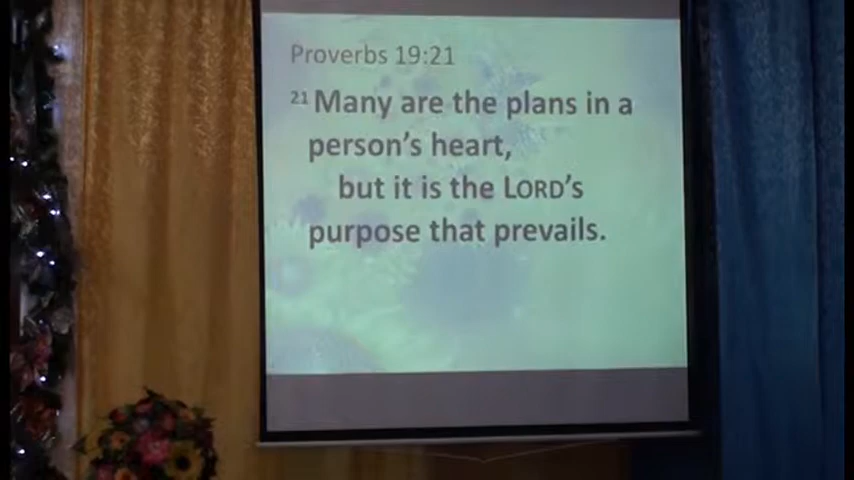 Proverbs 19:21
21 Many are the plans in a
person's heart,
but it is the LORD's
purpose that prevails.